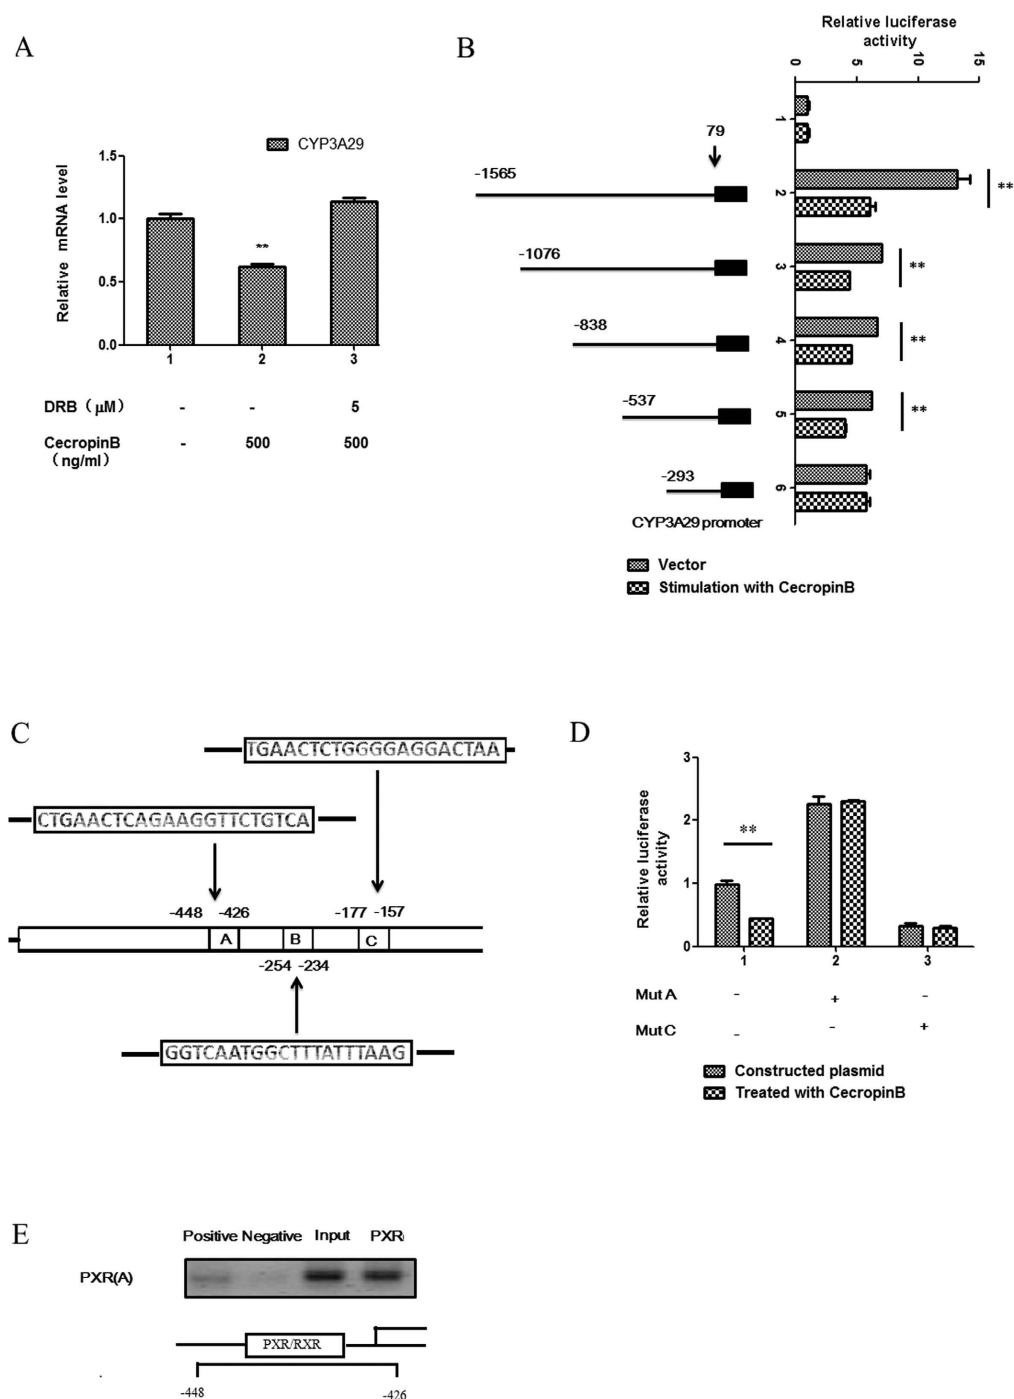 A
CYP3A29
Relative mRNA level
1.5
1.0
0.5
0.0
**
1 2 3
DRB (μM) - - 5
CecropinB - 500 500
(ng/ml)
B
Relative luciferase
activity
0 5 10 15
79
1
-1565
2
**
-1076
3
**
-838
4
**
-537
5
**
-293
6
CYP3A29 promoter
Vector
Stimulation with CecropinB
C
TGAACTCTGGGGAGGACTAA
CTGAACTCAGAAGGTTCTGTCA
-448 -426 -177 -157
A B C
-254 -234
GGTCAATGGCTTTATTTAAG
D
Relative luciferase
activity
3
2
1
0
**
1 2 3
Mut A - + -
Mut C - - +
Constructed plasmid
Treated with CecropinB
E
Positive Negative Input PXR
PXR(A)
PXR/RXR
-448 -426